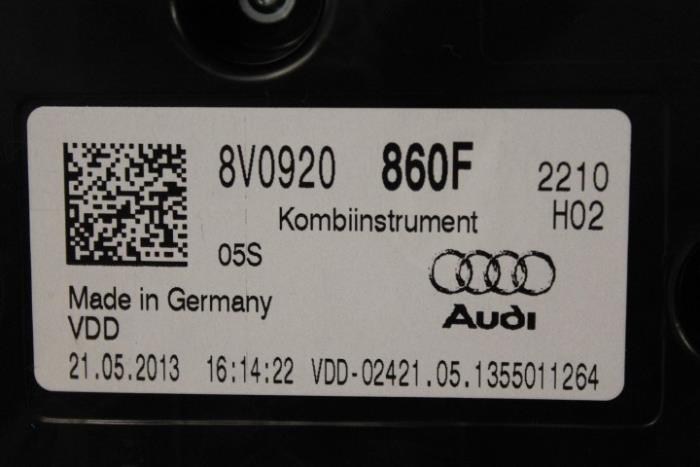 8V0920 860F 2210
Kombiinstrument H02
05S
Audi
Made in Germany
VDD
21.05.2013 16:14:22 VDD-02421.05.1355011264